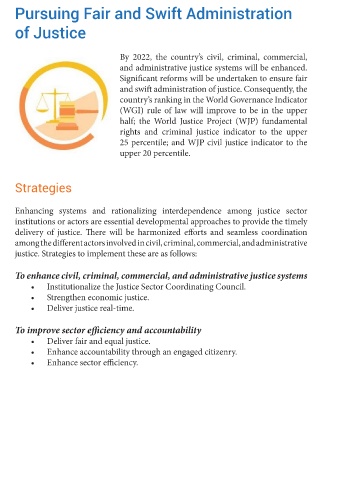 Pursuing Fair and Swift Administration
of Justice
By 2022, the country's civil, criminal, commercial,
and administrative justice systems will be enhanced.
Significant reforms will be undertaken to ensure fair
and swift administration of justice. Consequently, the
country's ranking in the World Governance Indicator
(WGI) rule of law will improve to be in the upper
half; the World Justice Project (WJP) fundamental
rights and criminal justice indicator to the upper
25 percentile; and WJP civil justice indicator to the
upper 20 percentile.
Strategies
Enhancing systems and rationalizing interdependence among justice sector
institutions or actors are essential developmental approaches to provide the timely
delivery of justice. There will be harmonized efforts and seamless coordination
among the different actors involved in civil, criminal, commercial, and administrative
justice. Strategies to implement these are as follows:
To enhance civil, criminal, commercial, and administrative justice systems
• Institutionalize the Justice Sector Coordinating Council.
• Strengthen economic justice.
• Deliver justice real-time.
To improve sector efficiency and accountability
• Deliver fair and equal justice.
• Enhance accountability through an engaged citizenry.
• Enhance sector efficiency.